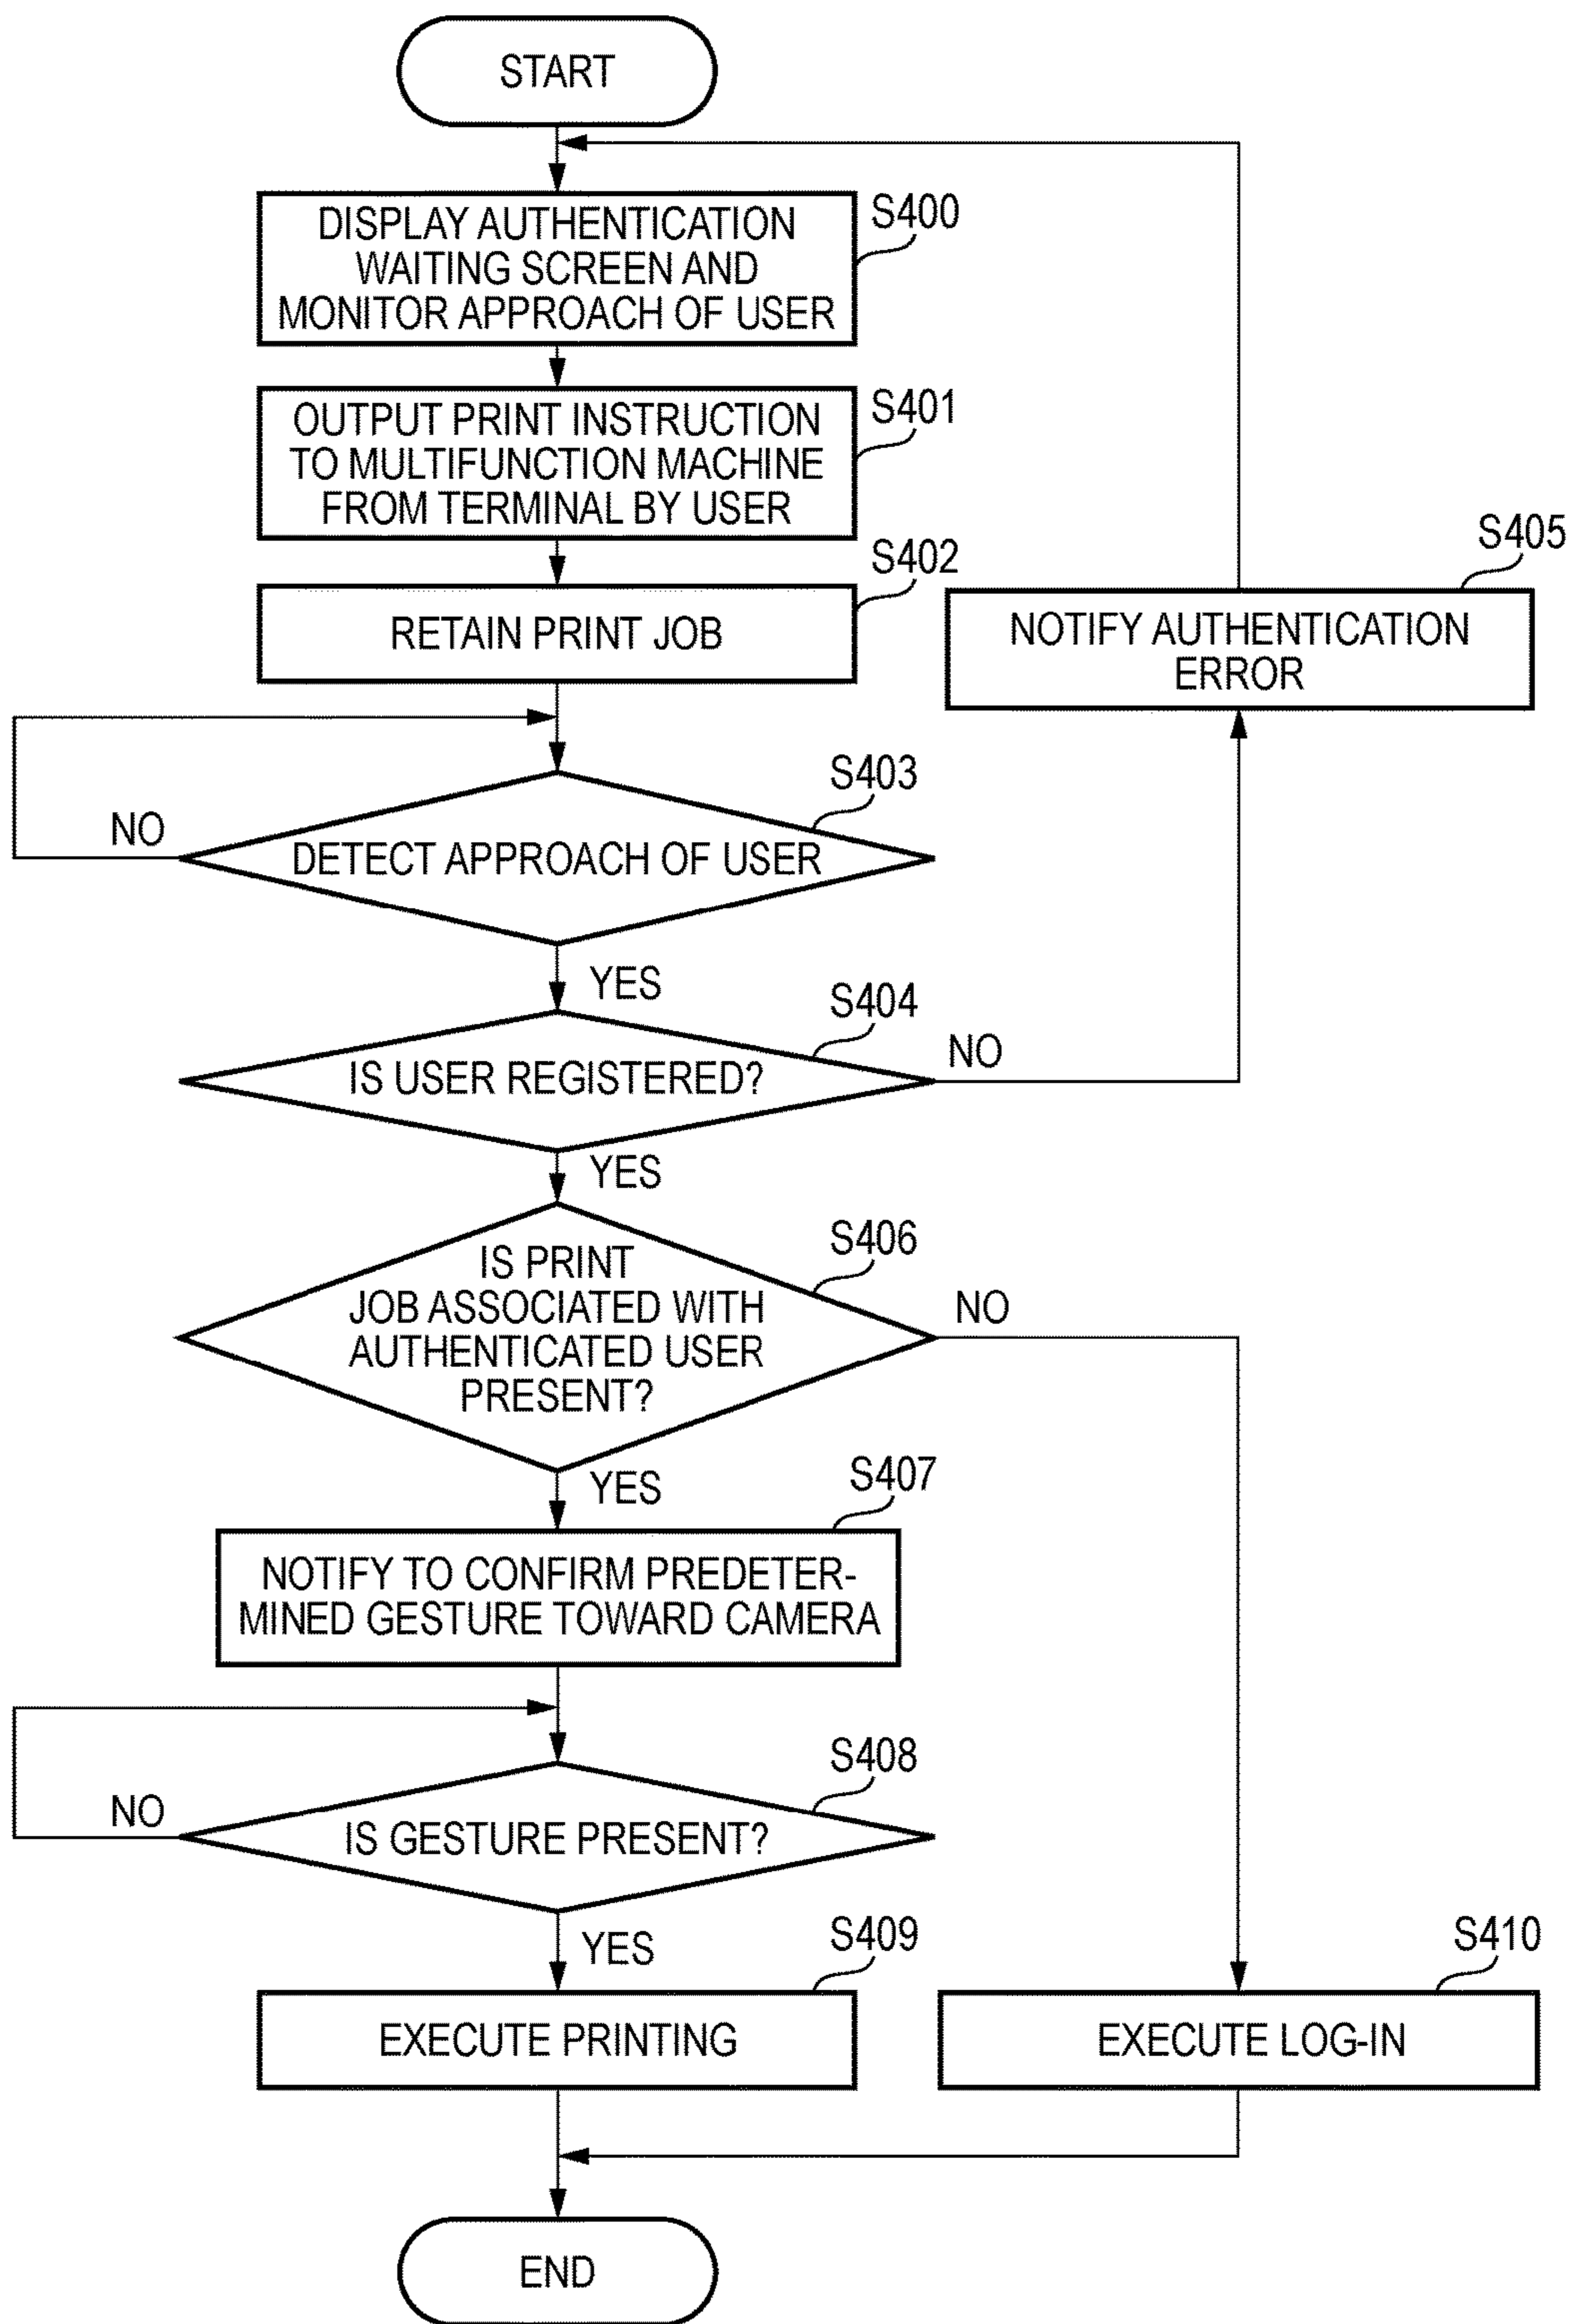 START
DISPLAY AUTHENTICATION
WAITING SCREEN AND
MONITOR APPROACH OF USER
S400
OUTPUT PRINT INSTRUCTION
TO MULTIFUNCTION MACHINE
FROM TERMINAL BY USER
S401
RETAIN PRINT JOB
S402
NOTIFY AUTHENTICATION
ERROR
S405
DETECT APPROACH OF USER
S403
NO
YES
IS USER REGISTERED?
S404
NO
YES
IS PRINT
JOB ASSOCIATED WITH
AUTHENTICATED USER
PRESENT?
S406
NO
YES
NOTIFY TO CONFIRM PREDETER-
MINED GESTURE TOWARD CAMERA
S407
IS GESTURE PRESENT?
S408
NO
YES
EXECUTE PRINTING
S409
EXECUTE LOG-IN
S410
END